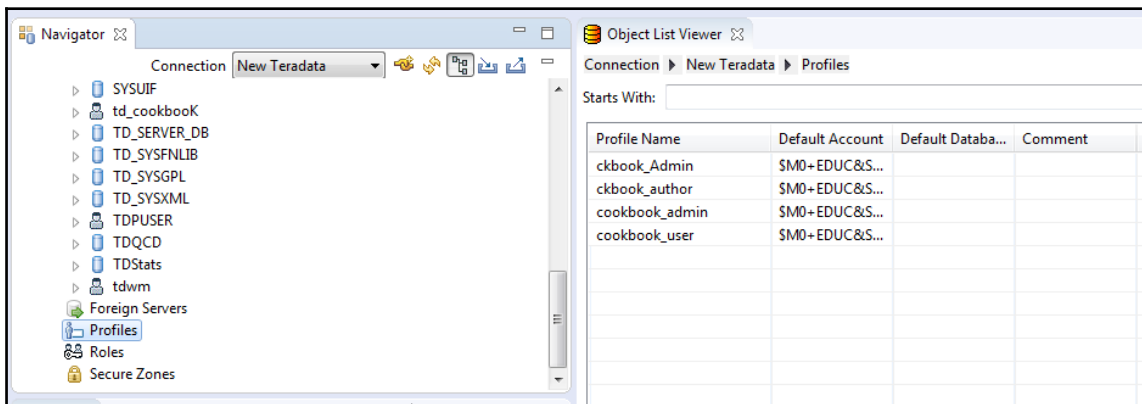 Navigator
Connection New Teradata
SYSUIF
td_cookbooK
TD_SERVER_DB
TD_SYSFNLIB
TD_SYSGPL
TD_SYSXML
TDPUSER
TDQCD
TDStats
tdwm
Foreign Servers
Profiles
Roles
Secure Zones
Object List Viewer
Connection New Teradata Profiles
Starts With:
Profile Name Default Account Default Databa... Comment
ckbook_Admin $M0+EDUC&S...
ckbook_author $M0+EDUC&S...
cookbook_admin $M0+EDUC&S...
cookbook_user $M0+EDUC&S...